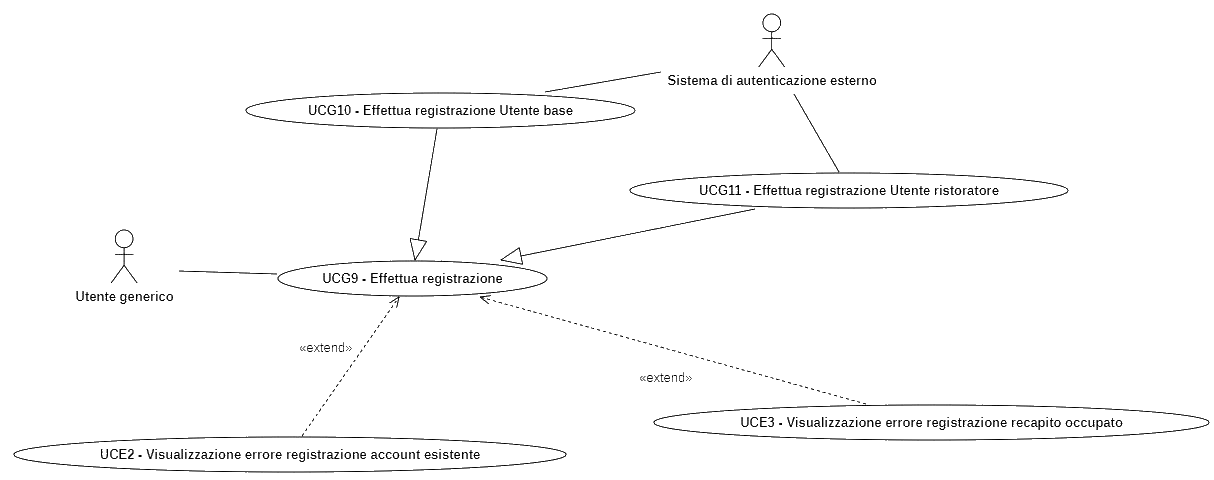 Sistema di autenticazione esterno
UCG10 - Effettua registrazione Utente base
UCG11 - Effettua registrazione Utente ristoratore
Utente generico
UCG9 - Effettua registrazione
«extend»
«extend»
UCE3 - Visualizzazione errore registrazione recapito occupato
UCE2 - Visualizzazione errore registrazione account esistente